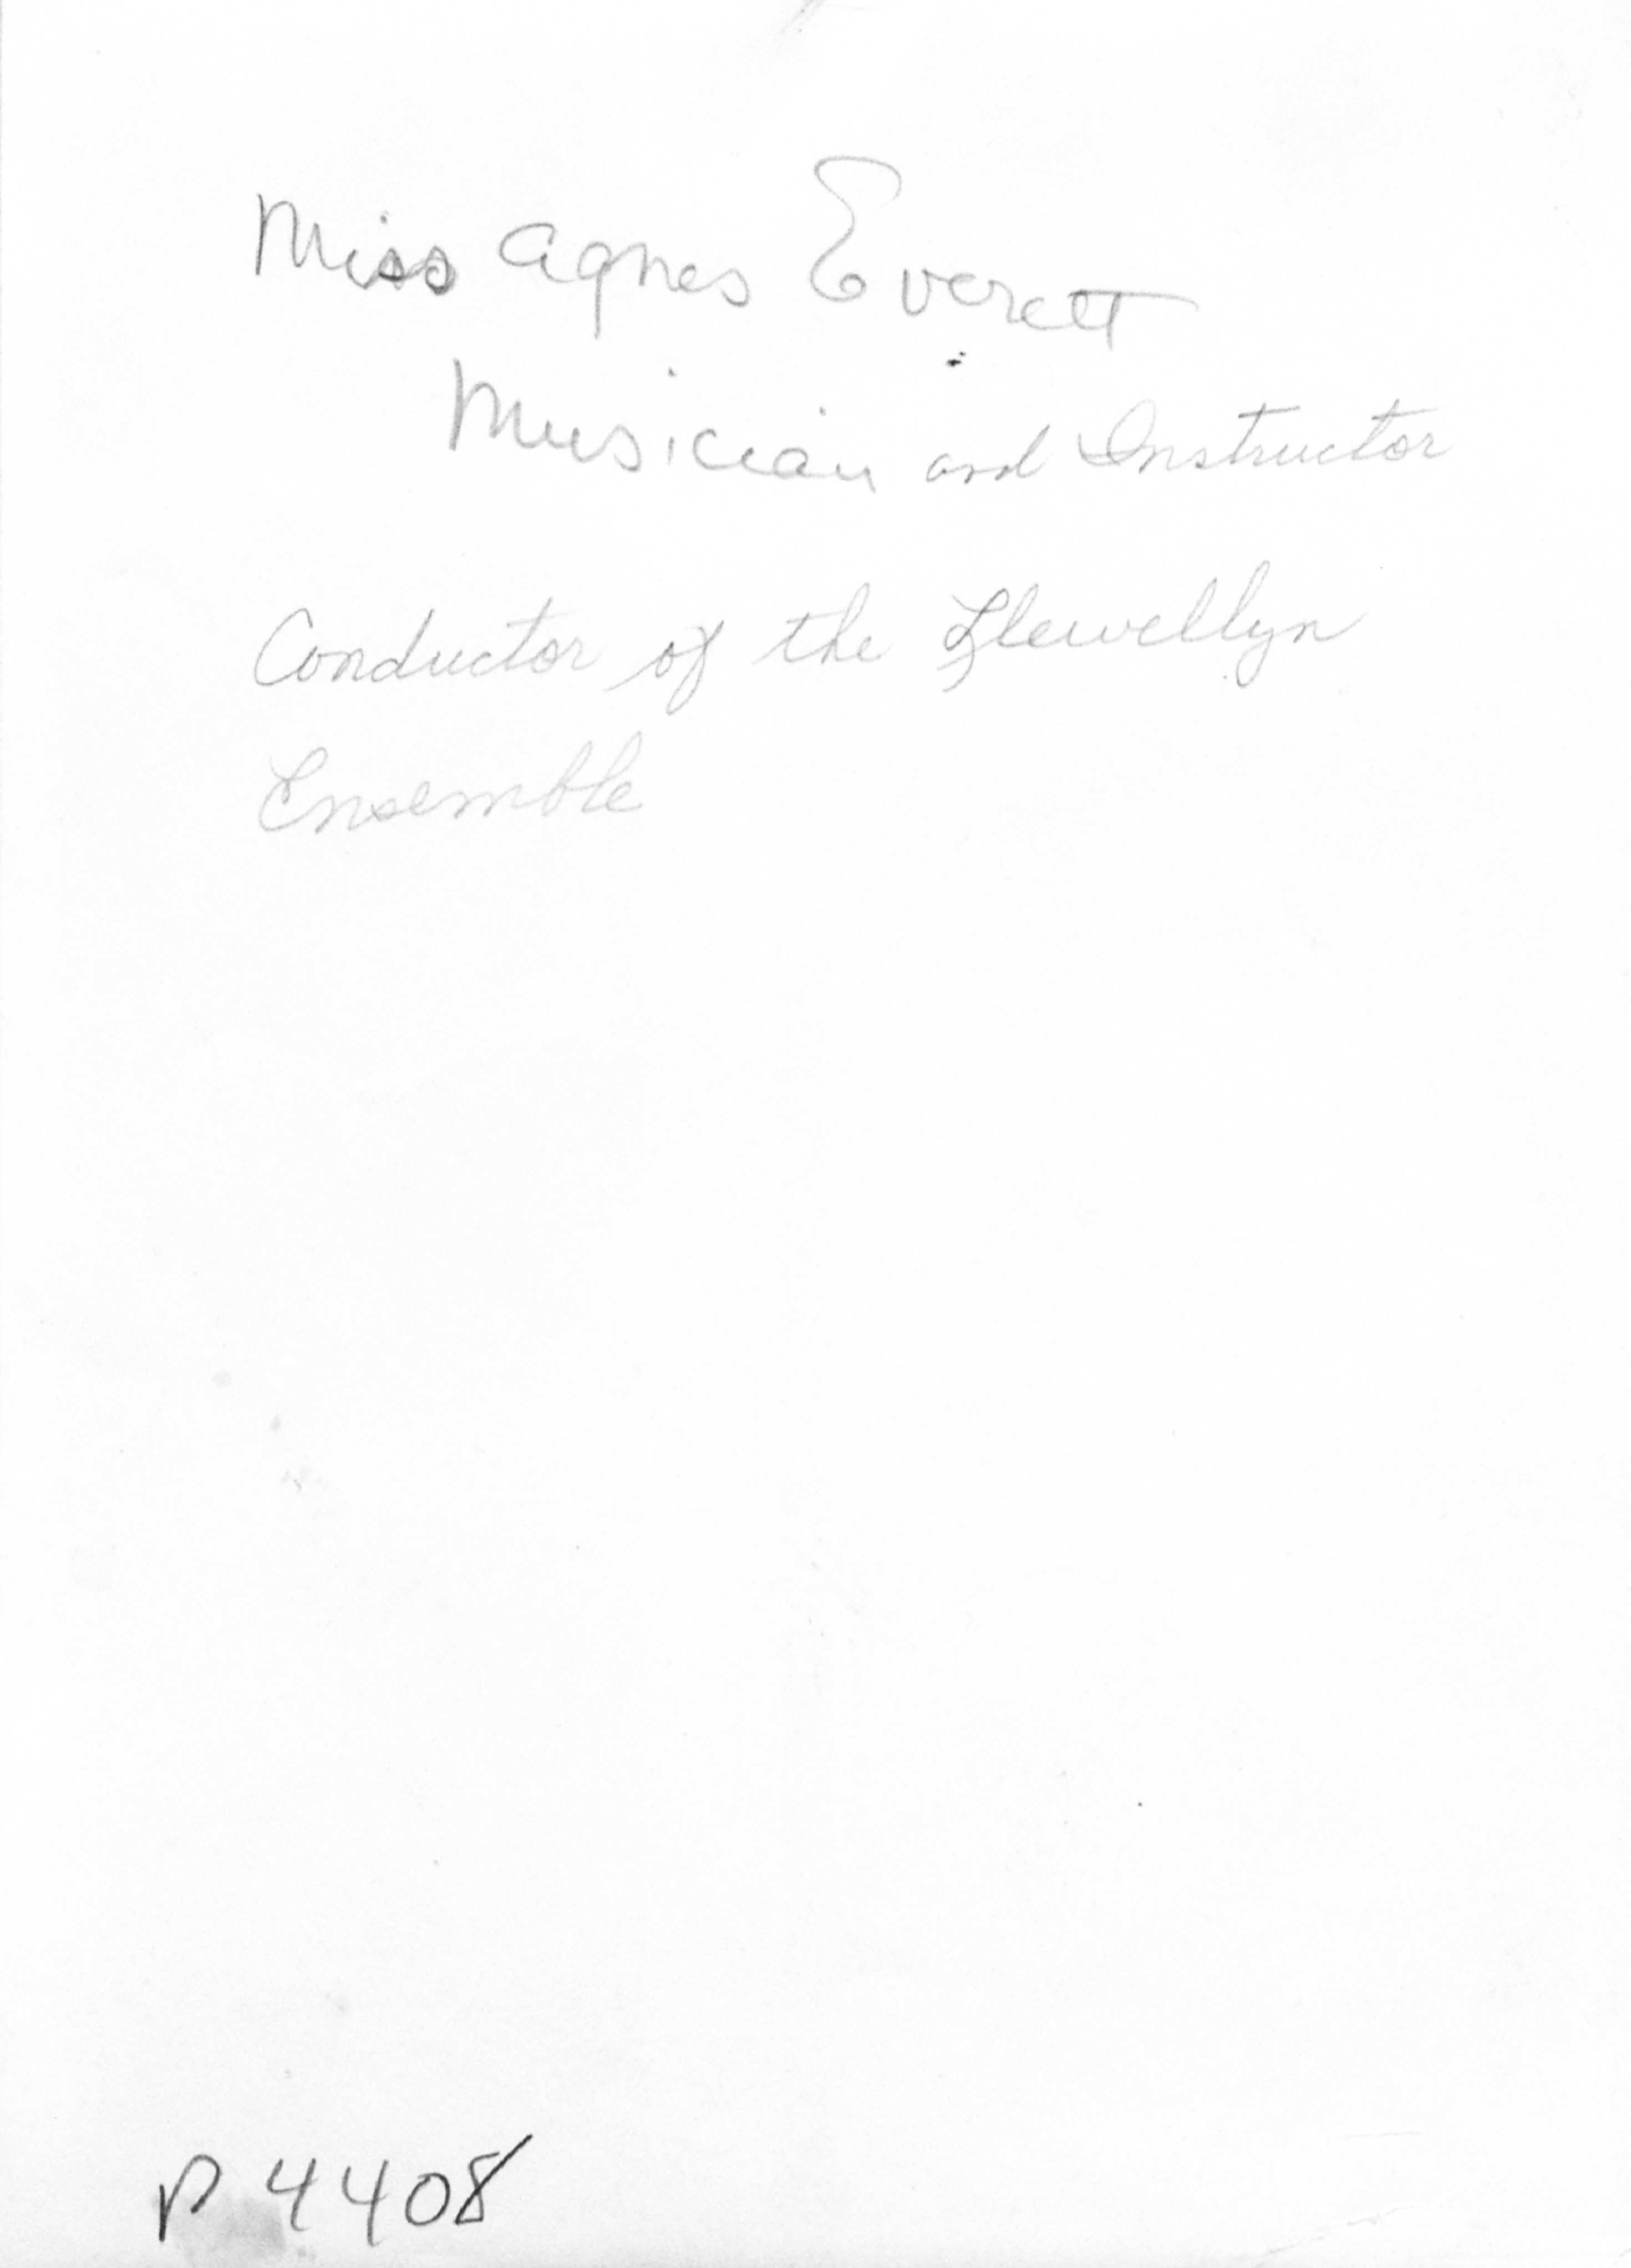 Miss Agnes Everett
Musician and Instructor
Conductor of the Llewellyn
Ensemble
P 4408